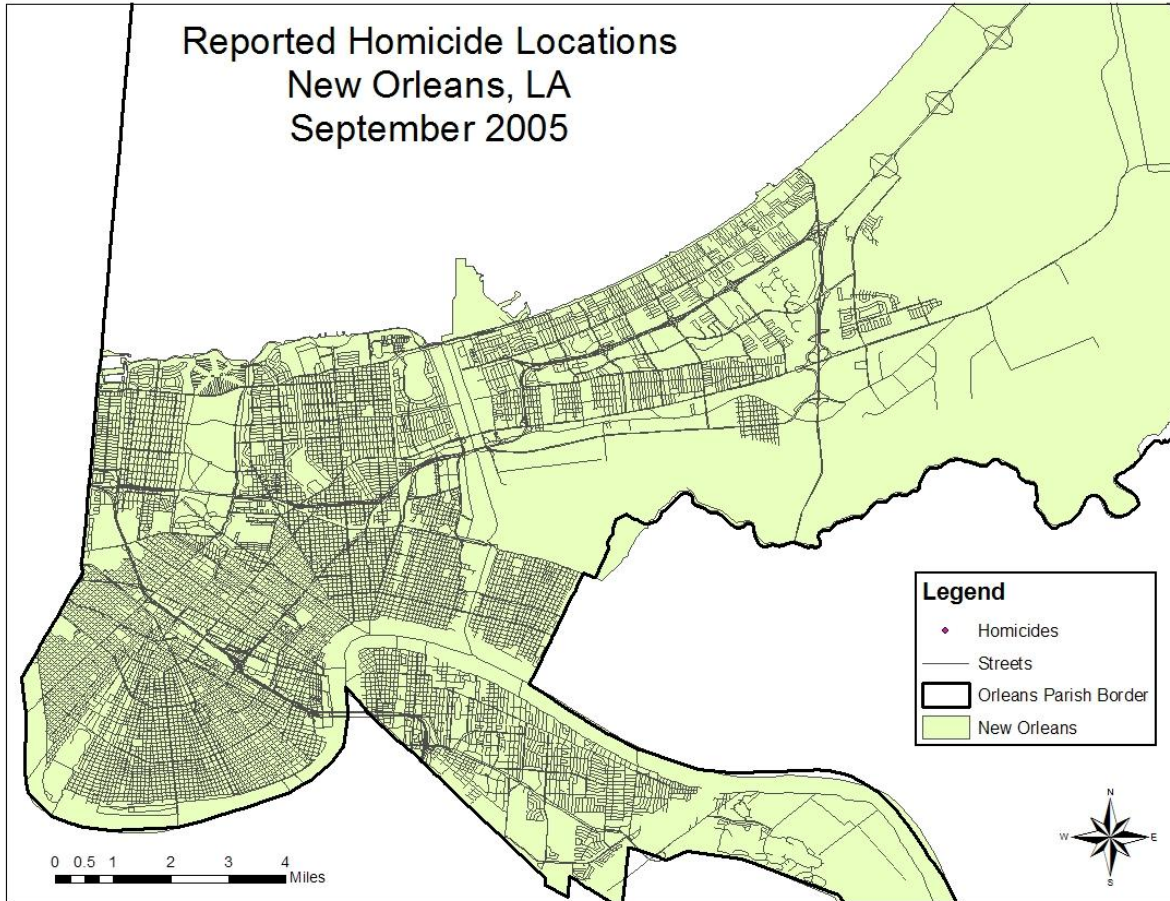 Reported Homicide Locations
New Orleans, LA
September 2005
Legend
Homicides
Streets
Orleans Parish Border
New Orleans
N
W E
S
0 0.5 1 2 3 4
Miles